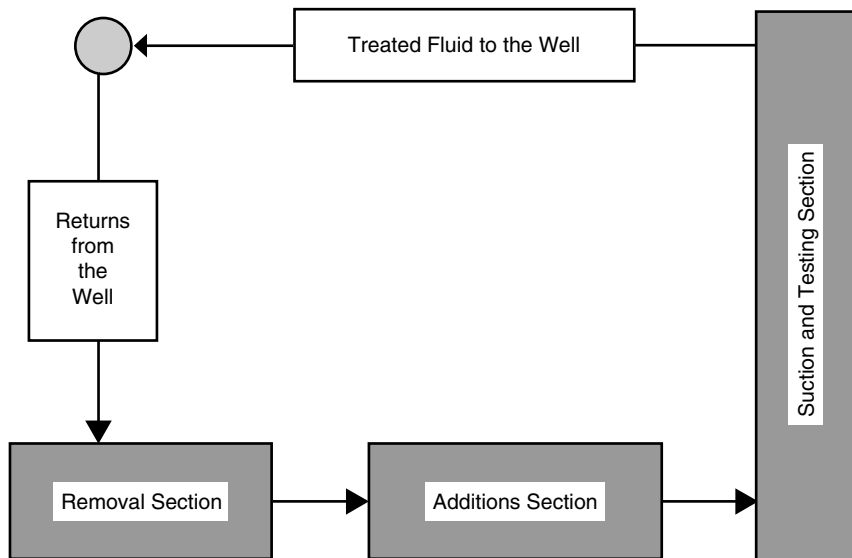 Treated Fluid to the Well
Returns
from
the
Well
Suction and Testing Section
Removal Section
Additions Section